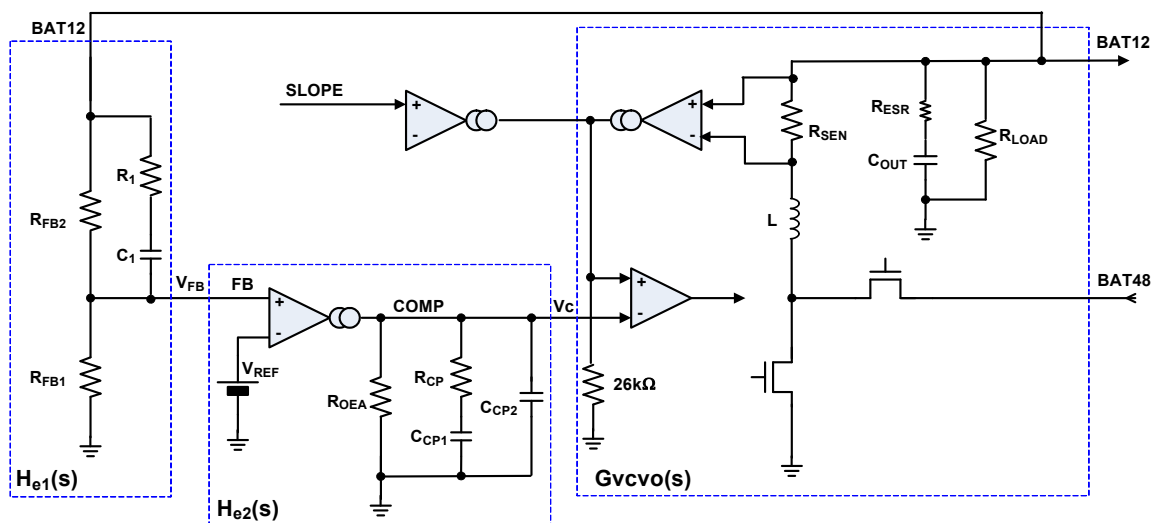 BAT12
BAT12
SLOPE
+
-
+
-
R_SEN
R_ESR
C_OUT
R_LOAD
R_1
R_FB2
C_1
L
V_FB
FB
+
-
COMP
Vc
+
-
BAT48
V_REF
R_FB1
R_OEA
R_CP
C_CP1
C_CP2
26kΩ
H_e1(s)
H_e2(s)
Gvcvo(s)